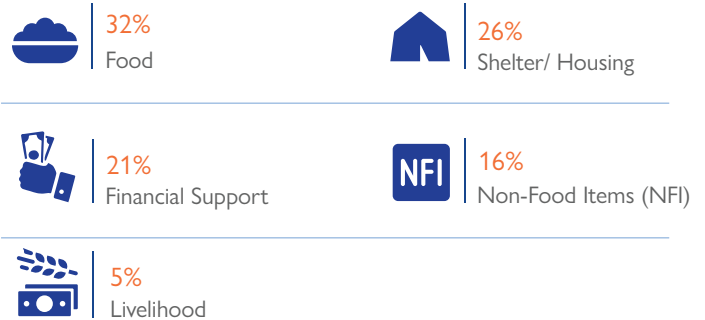 32%
Food
26%
Shelter/ Housing
21%
Financial Support
NFI
16%
Non-Food Items (NFI)
5%
Livelihood